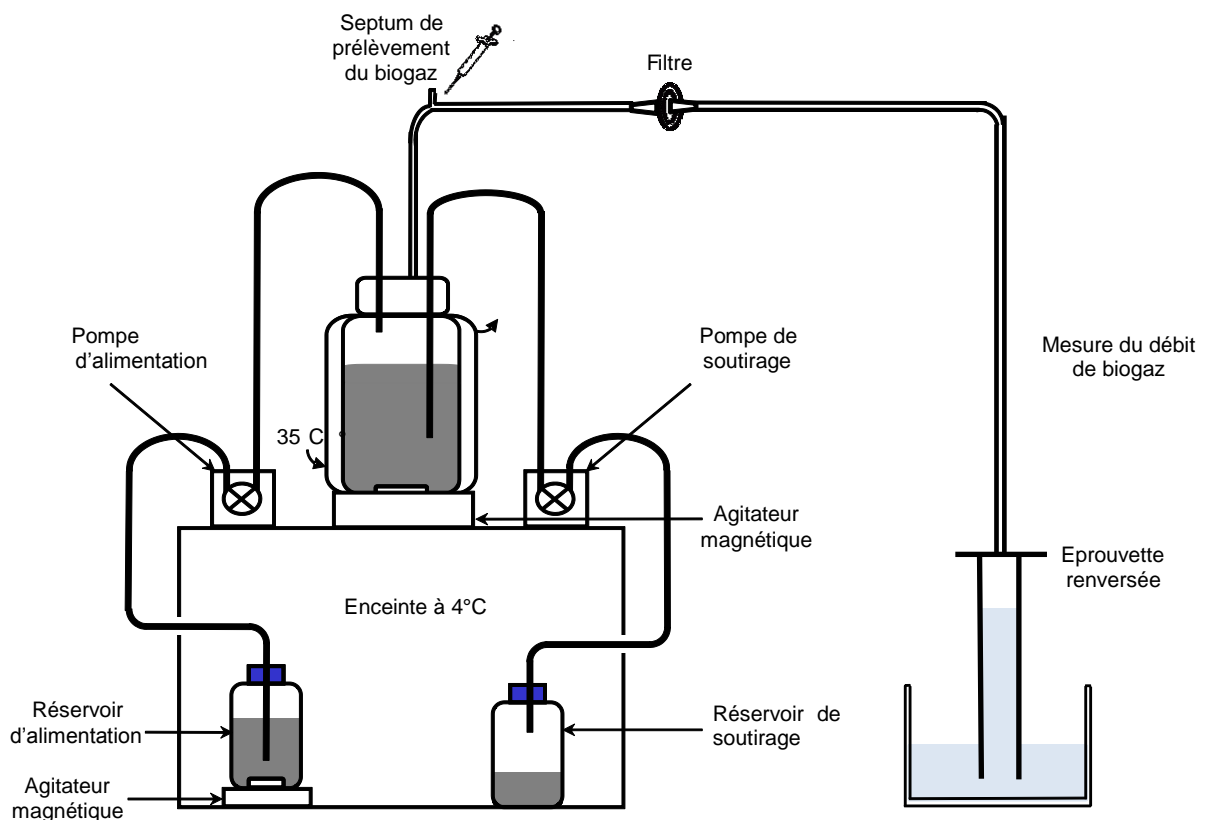 Septum de
prélèvement
du biogaz
Filtre
Pompe
d’alimentation
Pompe de
soutirage
Mesure du débit
de biogaz
35 C
Agitateur
magnétique
Eprouvette
renversée
Enceinte à 4°C
Réservoir
d’alimentation
Réservoir de
soutirage
Agitateur
magnétique